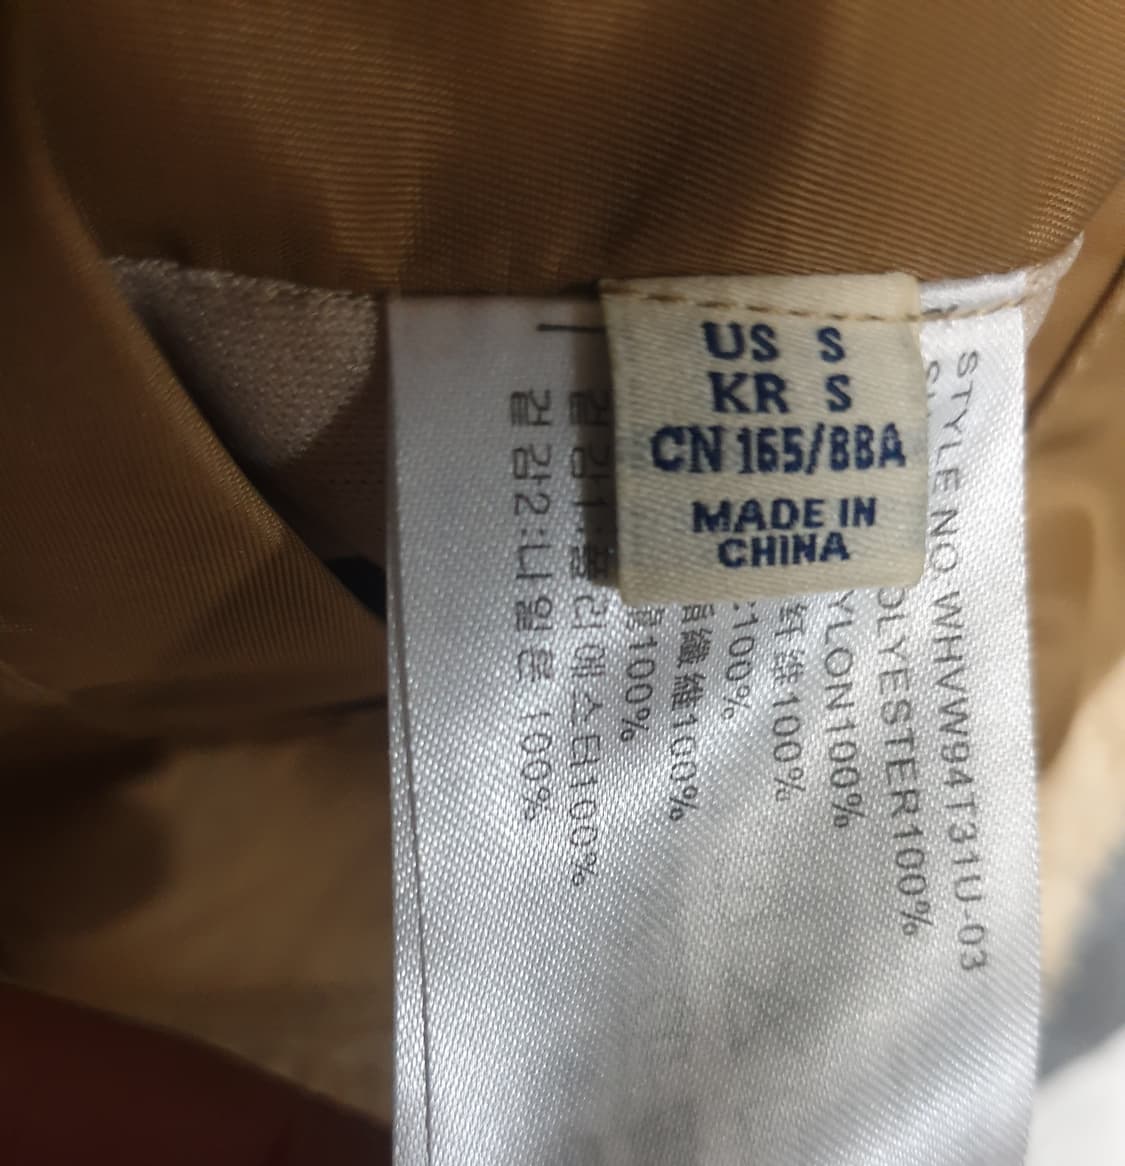 US S
KR S
CN 165/88A
MADE IN
CHINA
STYLE NO.WHVWW94T31U-03
OLYESTER100%
YLON100%
纤维100%
:100%
纖維100%
100%
겉감1:폴리에스터100%
겉감2:나일론 100%